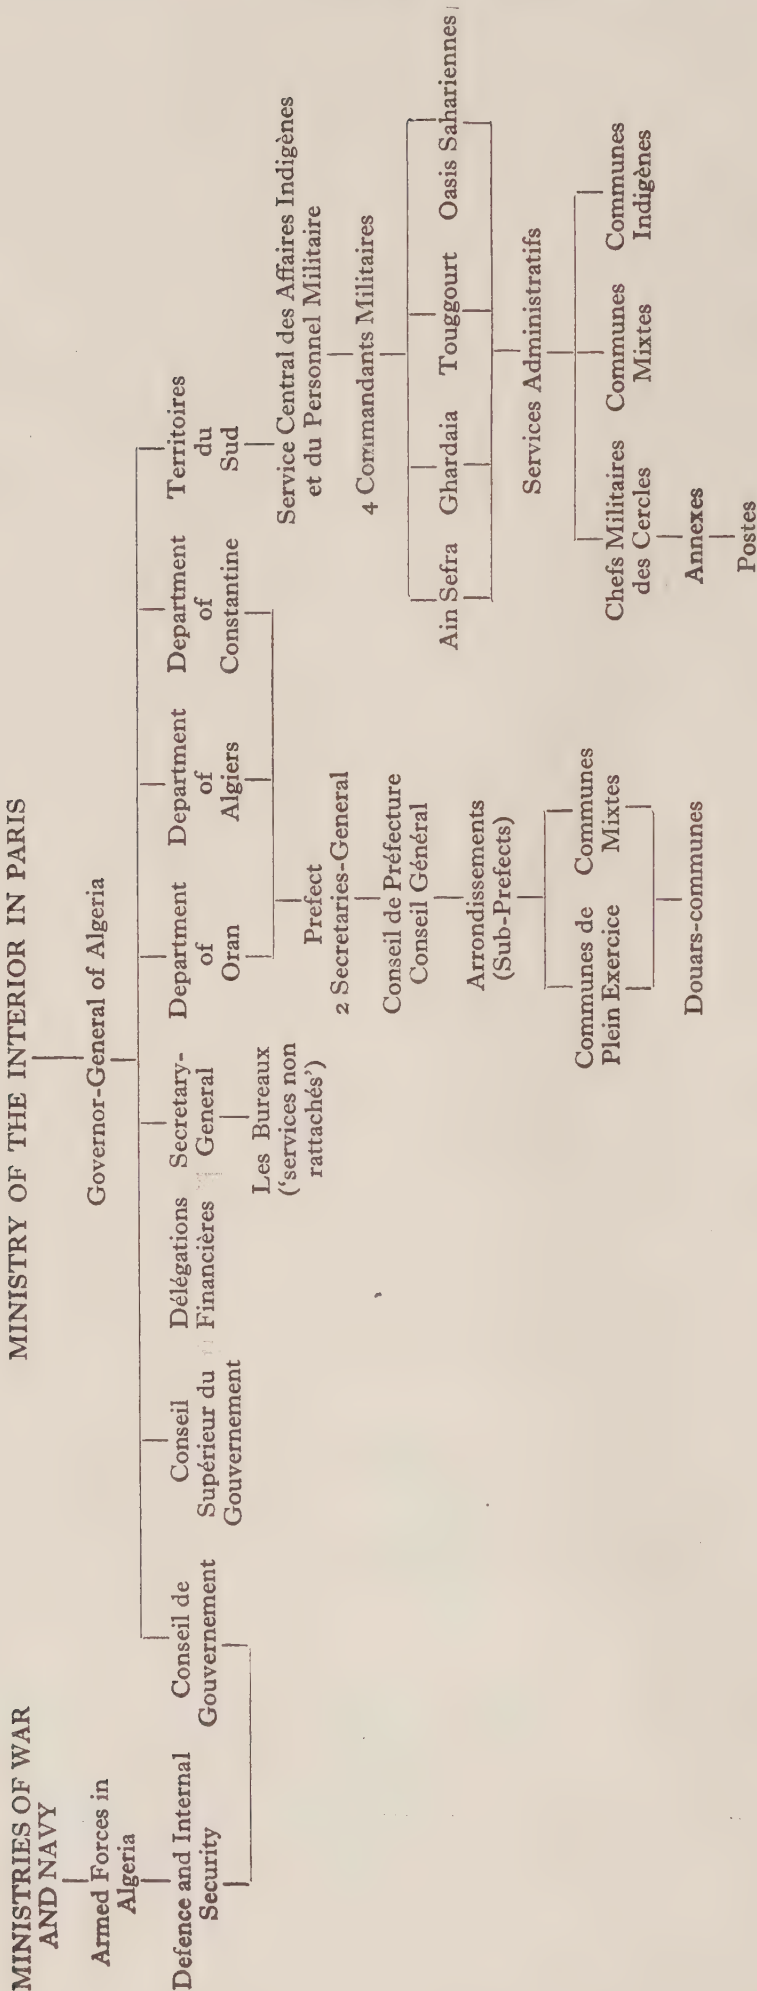 MINISTRIES OF WAR
AND NAVY
Armed Forces in
Algeria
Defence and Internal
Security
MINISTRY OF THE INTERIOR IN PARIS
Governor-General of Algeria
Conseil de
Gouvernement
Conseil
Supérieur du
Gouvernement
Délégations
Financières
Secretary-
General
Les Bureaux
(‘services non
rattachés’)
Department
of
Oran
Department
of
Algiers
Department
of
Constantine
Prefect
2 Secretaries-General
Conseil de Préfecture
Conseil Général
Arrondissements
(Sub-Prefects)
Communes de
Plein Exercice
Communes
Mixtes
Douars-communes
Territoires
du
Sud
Service Central des Affaires Indigènes
et du Personnel Militaire
4 Commandants Militaires
Ain Sefra Ghardaia Touggourt Oasis Sahariennes
Services Administratifs
Chefs Militaires
des Cercles
Annexes
Postes
Communes
Mixtes
Communes
Indigènes